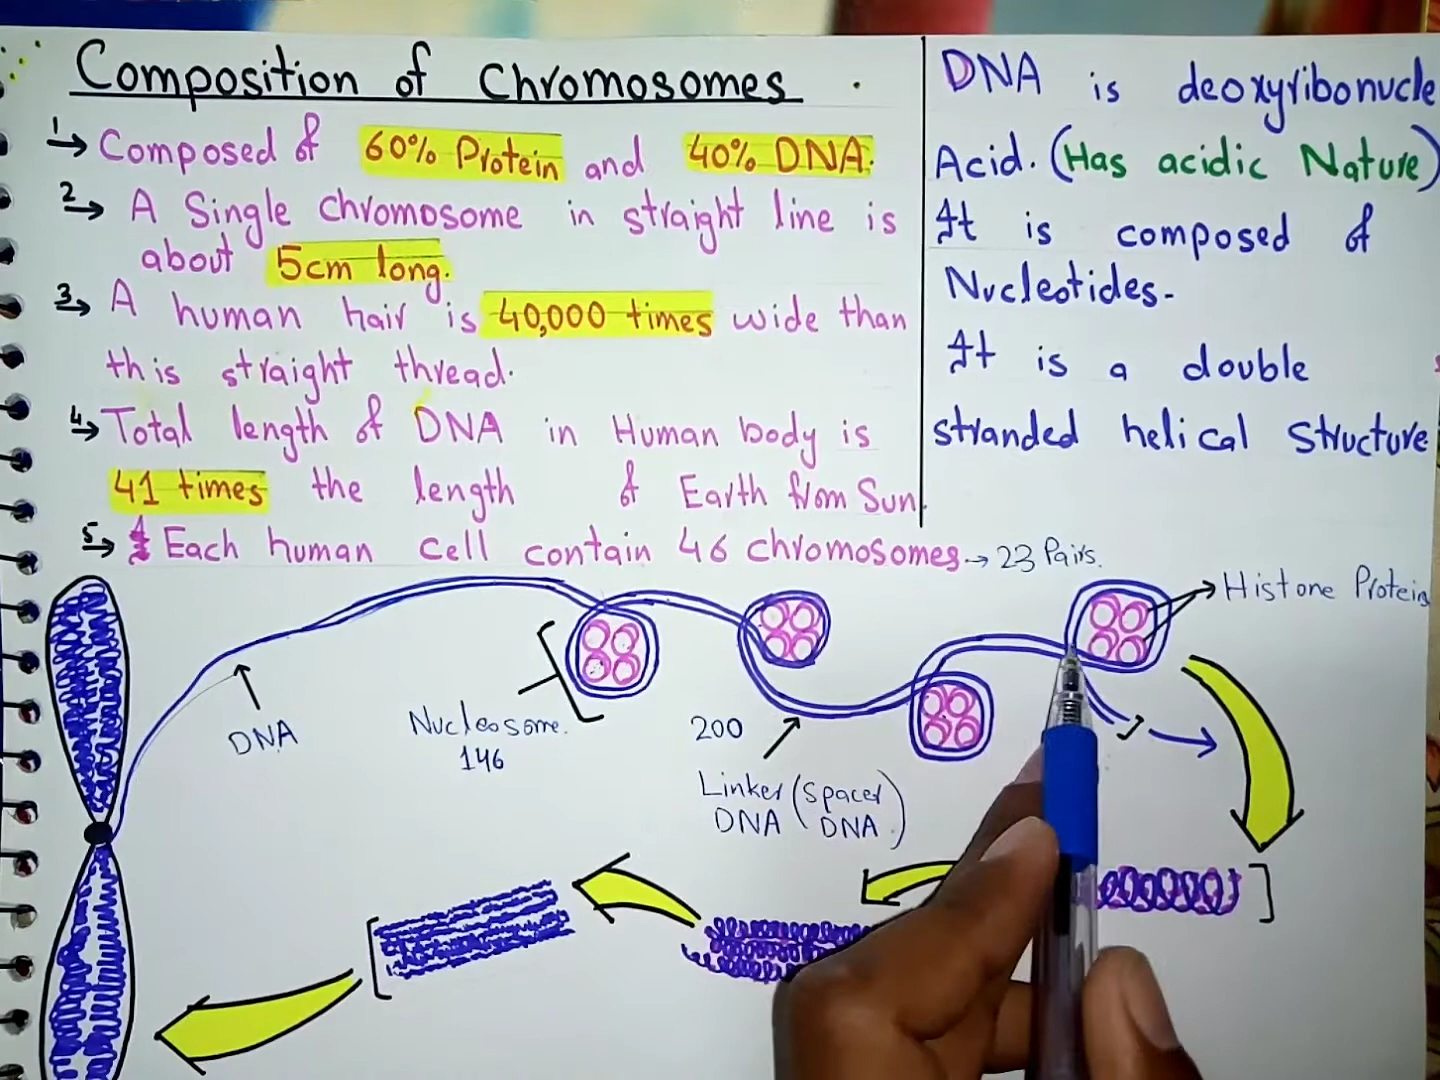 Composition of Chromosomes.
1→ Composed of 60% Protein and 40% DNA.
2→ A Single chromosome in straight line is
about 5cm long.
3→ A human hair is 40,000 times wide than
this straight thread.
4→ Total length of DNA in Human body is
41 times the length of Earth from Sun.
5→ Each human cell contain 46 chromosomes → 23 Pairs.
DNA is deoxyribonucle
Acid. (Has acidic Nature)
It is composed of
Nucleotides-
It is a double
stranded helical structure
Histone Protein
DNA
Nucleosome.
146
200
Linker (Spacer
DNA DNA)